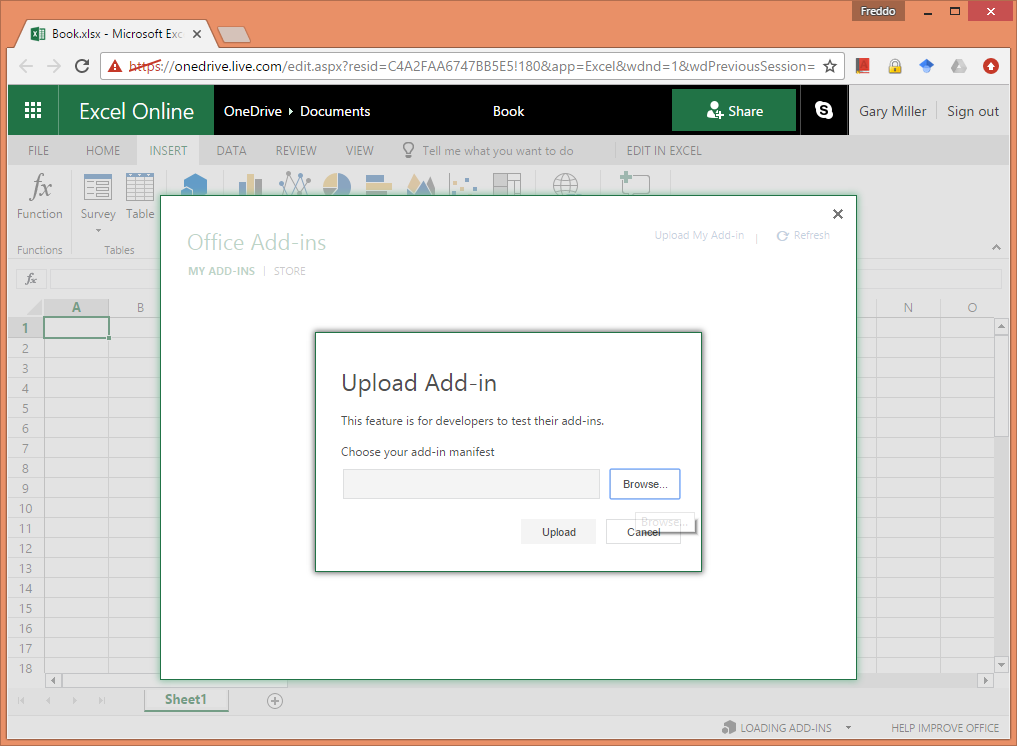 Freddo
Book.xlsx - Microsoft Exc
https://onedrive.live.com/edit.aspx?resid=C4A2FAA6747BB5E5!180&app=Excel&wdnd=1&wdPreviousSession=
Excel Online OneDrive Documents Book Share Gary Miller Sign out
FILE HOME INSERT DATA REVIEW VIEW Tell me what you want to do EDIT IN EXCEL
fx
Function Survey Table
Functions Tables
Office Add-ins Upload My Add-in | Refresh
MY ADD-INS | STORE
fx
A B N O
1
2
3
4
5
6
7
8
9
10
11
12
13
14
15
16
17
18
Upload Add-in
This feature is for developers to test their add-ins.
Choose your add-in manifest
Browse...
Browse...
Upload Cancel
Sheet1
LOADING ADD-INS HELP IMPROVE OFFICE